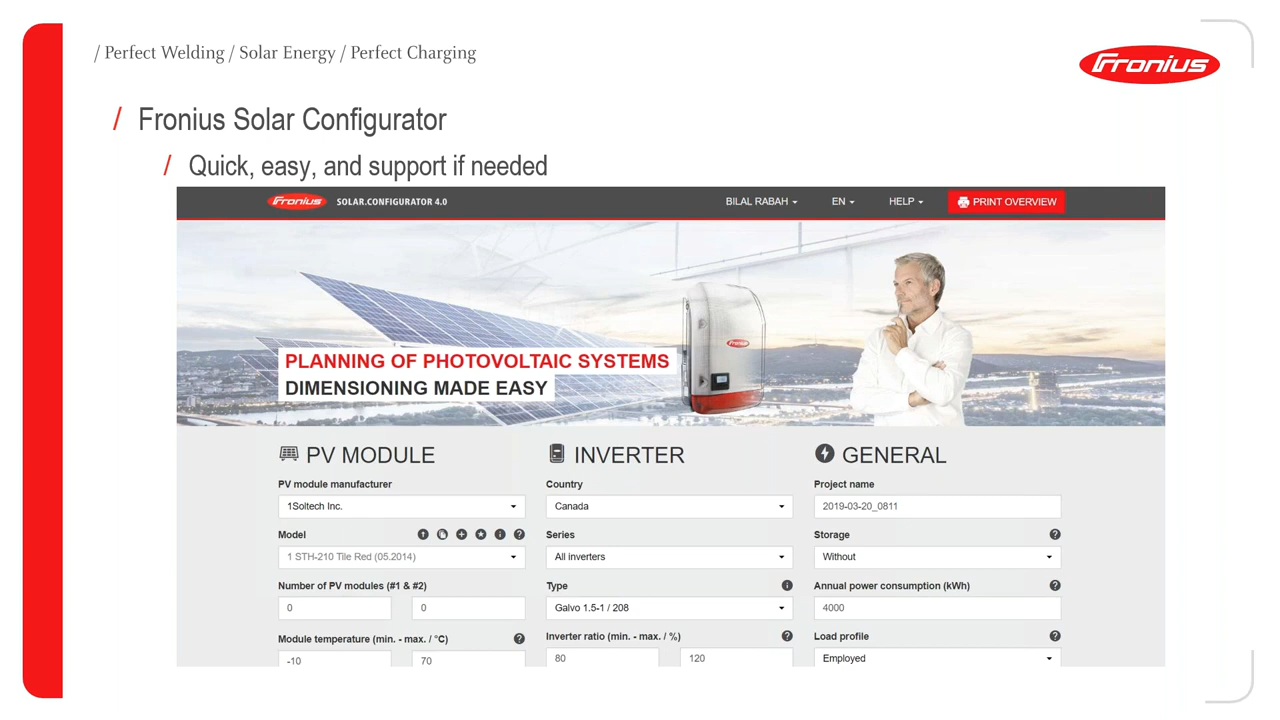 / Perfect Welding / Solar Energy / Perfect Charging
Fronius
/ Fronius Solar Configurator
/ Quick, easy, and support if needed
Fronius SOLAR.CONFIGURATOR 4.0 BILAL RABAH EN HELP PRINT OVERVIEW
Fronius
PLANNING OF PHOTOVOLTAIC SYSTEMS
DIMENSIONING MADE EASY
PV MODULE INVERTER GENERAL
PV module manufacturer Country Project name
1Soltech Inc. Canada 2019-03-20_0811
Model Series Storage
1 STH-210 Tile Red (05.2014) All inverters Without
Number of PV modules (#1 & #2) Type Annual power consumption (kWh)
0 0 Galvo 1.5-1 / 208 4000
Module temperature (min. - max. / °C) Inverter ratio (min. - max. / %) Load profile
-10 70 80 120 Employed